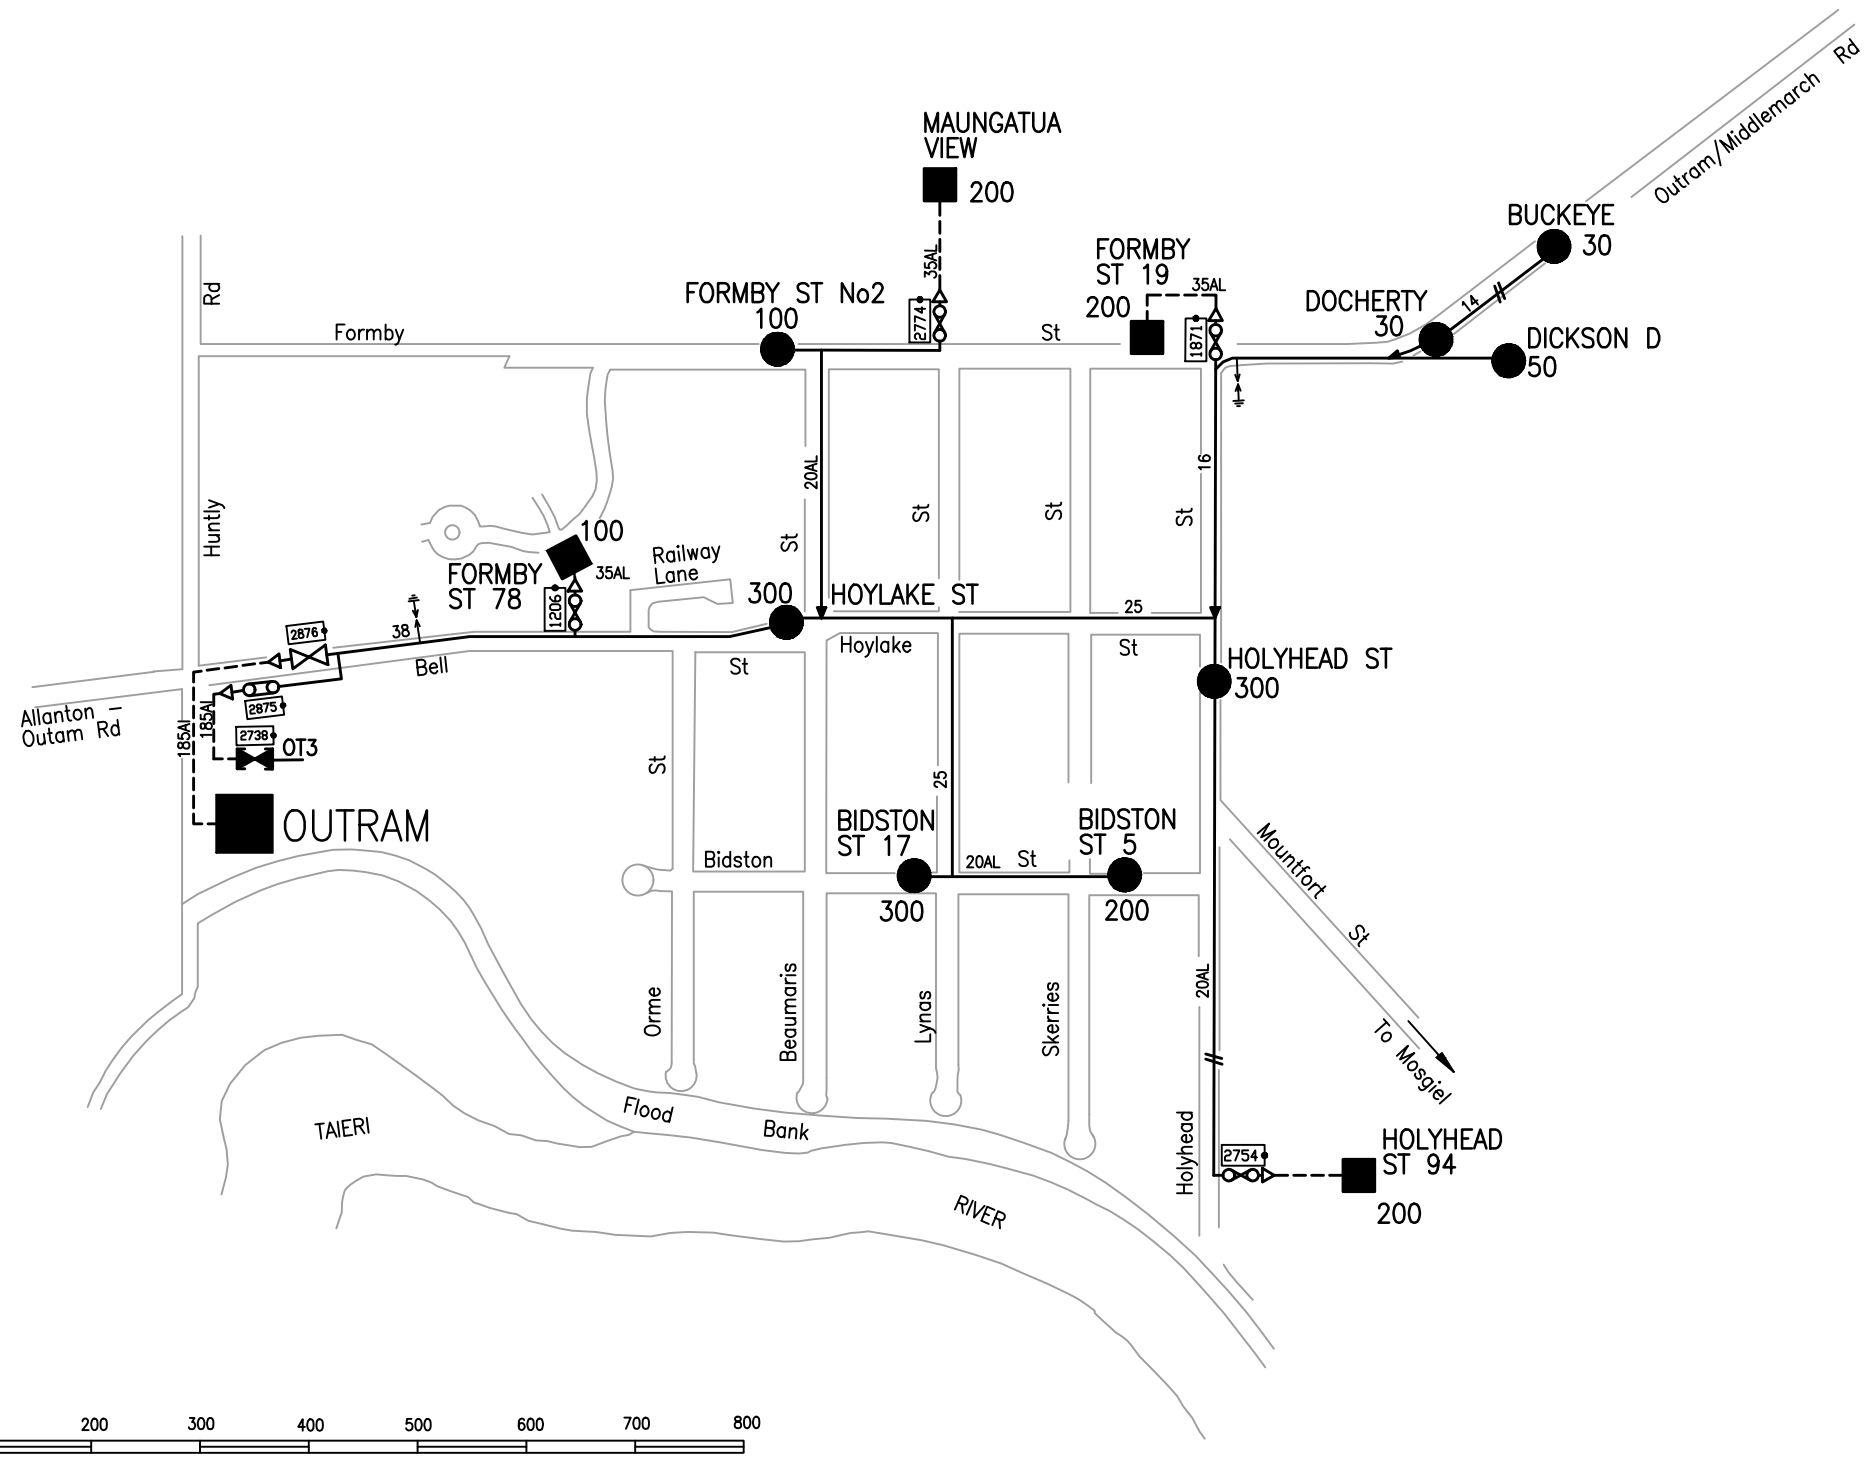 Outram/Middlemarch Rd
MAUNGATUA
VIEW
200
BUCKEYE
30
FORMBY
ST 19
200
35AL
35AL
2774
1871
FORMBY ST No2
100
DOCHERTY
30
14
DICKSON D
50
Rd
Formby
St
Huntly
20AL
St
St
St
St
16
100
FORMBY
ST 78
35AL
1206
Railway
Lane
300
HOYLAKE ST
25
2876
38
Bell
St
Hoylake
St
HOLYHEAD ST
300
Allanton –
Outam Rd
185Al
185AL
2875
2738
OT3
OUTRAM
St
25
BIDSTON
ST 17
300
BIDSTON
ST 5
200
Bidston
20AL
St
Mountfort
St
To Mosgiel
Orme
Beaumaris
Lynas
Skerries
20AL
Holyhead
TAIERI
Flood
Bank
RIVER
2754
HOLYHEAD
ST 94
200
200
300
400
500
600
700
800